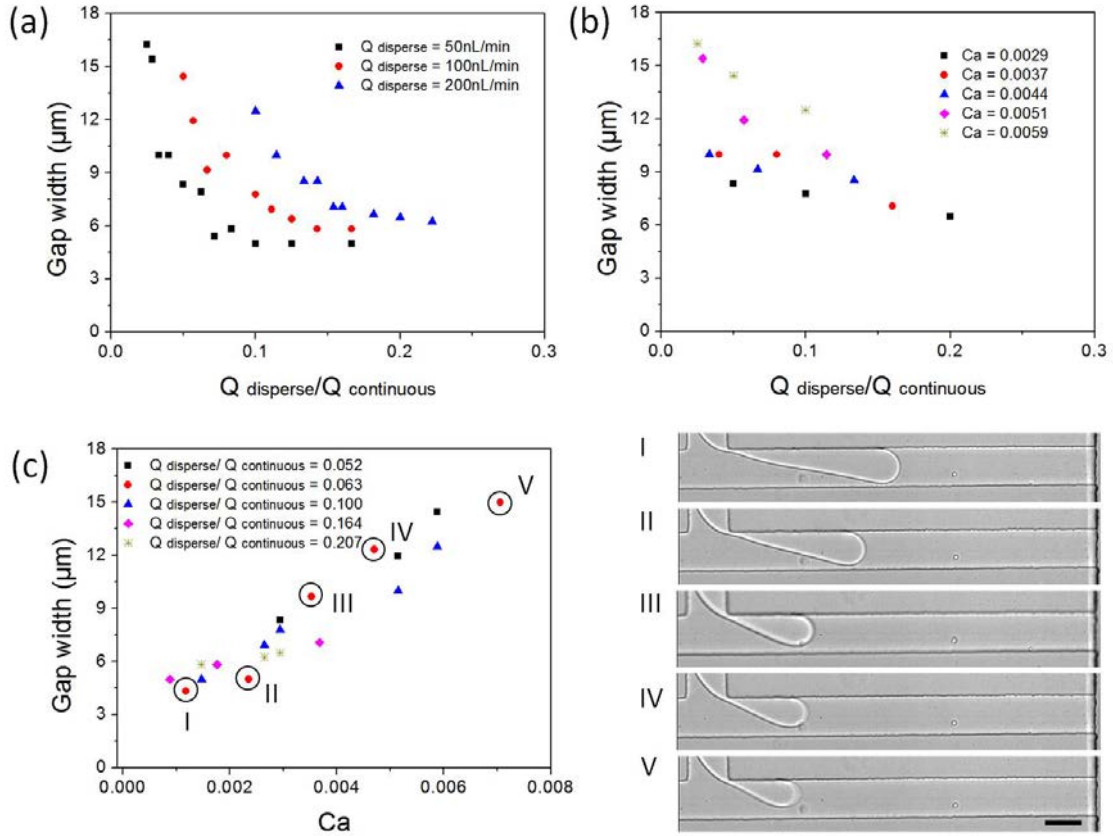 (a)
18
15
12
9
6
3
0
Gap width (μm)
Q disperse = 50nL/min
Q disperse = 100nL/min
Q disperse = 200nL/min
0.0 0.1 0.2 0.3
Q disperse/Q continuous
(b)
18
15
12
9
6
3
0
Gap width (μm)
Ca = 0.0029
Ca = 0.0037
Ca = 0.0044
Ca = 0.0051
Ca = 0.0059
0.0 0.1 0.2 0.3
Q disperse/Q continuous
(c)
18
15
12
9
6
3
0
Gap width (μm)
Q disperse/ Q continuous = 0.052
Q disperse/ Q continuous = 0.063
Q disperse/ Q continuous = 0.100
Q disperse/ Q continuous = 0.164
Q disperse/ Q continuous = 0.207
V
IV
III
II
I
0.000 0.002 0.004 0.006 0.008
Ca
I
II
III
IV
V